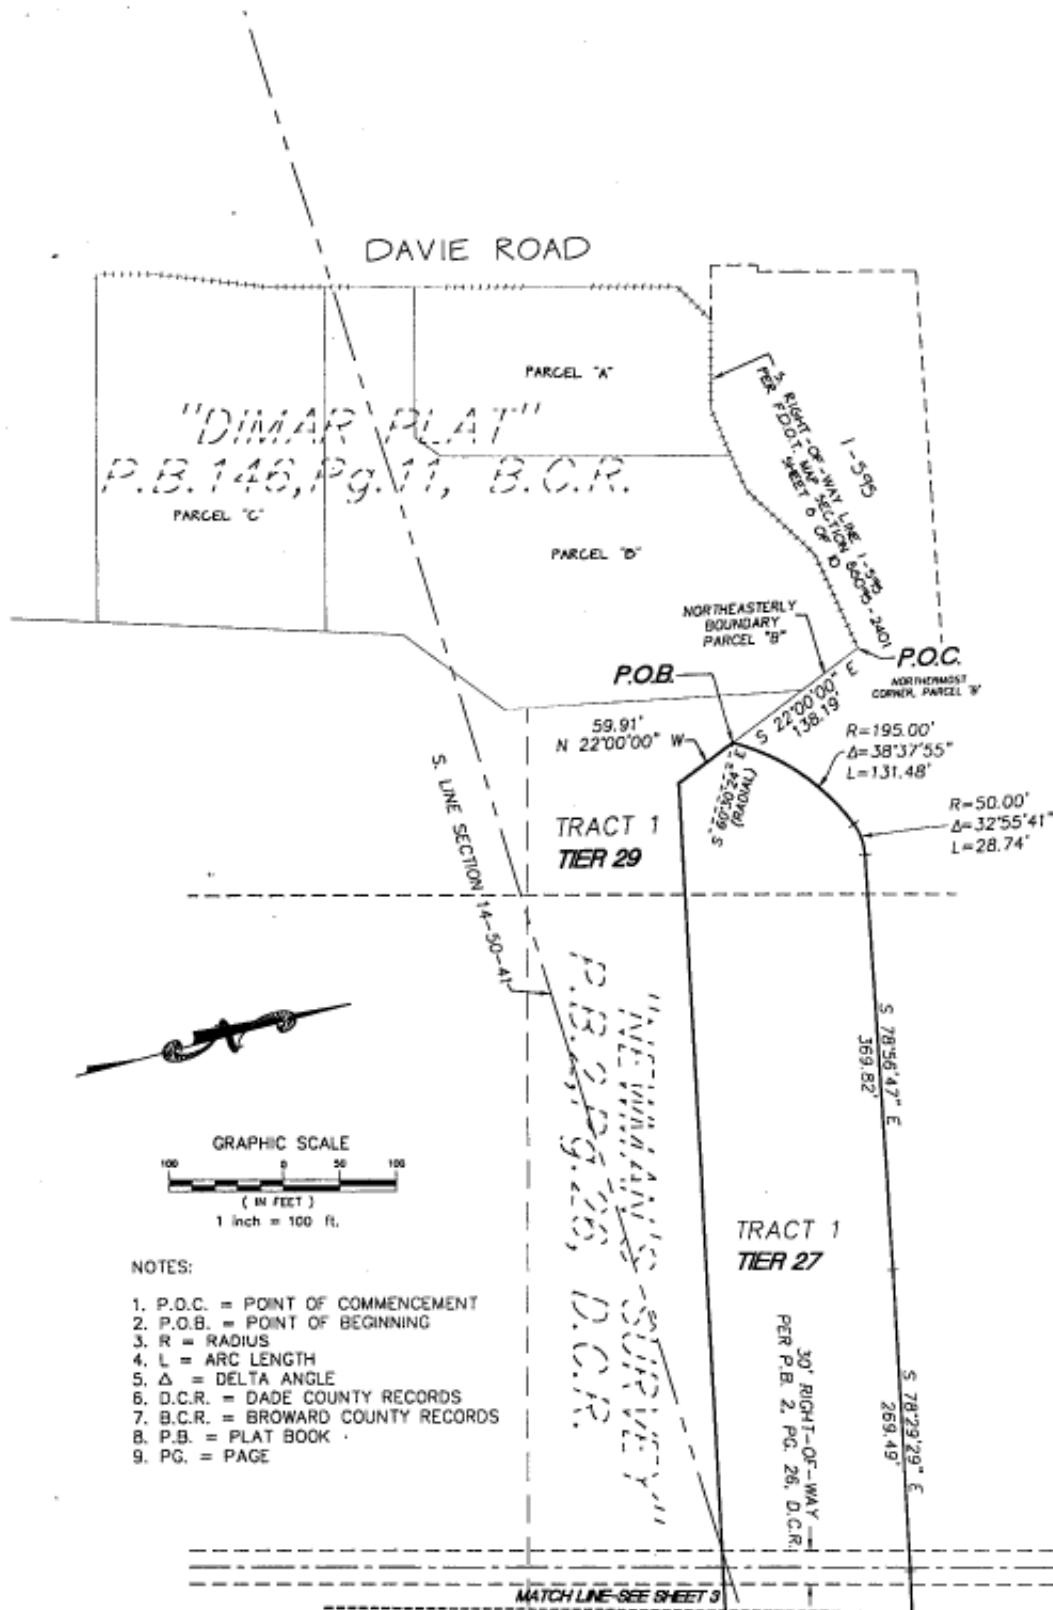 DAVIE ROAD
PARCEL "A"
"DIMAR PLAT"
P.B.146,Pg.11, B.C.R.
PARCEL "C"
PARCEL "B"
I-595
S. RIGHT-OF-WAY LINE I-595
PER F.D.O.T. MAP SECTION 86095-2401
SHEET 6 OF 10
NORTHEASTERLY
BOUNDARY
PARCEL "B"
P.O.C.
NORTHERNMOST
CORNER, PARCEL "B"
P.O.B.
S 22°00'00" E
138.19'
59.91'
N 22°00'00" W
R=195.00'
Δ=38°37'55"
L=131.48'
S 60°30'24" E
(RADIAL)
R=50.00'
Δ=32°55'41"
L=28.74'
S. LINE SECTION 14-50-41
TRACT 1
TIER 29
"NEWMAN'S SURVEY"
P.B.2,Pg.26, D.C.R.
S 78°56'47" E
369.82'
GRAPHIC SCALE
100 0 50 100
( IN FEET )
1 inch = 100 ft.
TRACT 1
TIER 27
NOTES:
1. P.O.C. = POINT OF COMMENCEMENT
2. P.O.B. = POINT OF BEGINNING
3. R = RADIUS
4. L = ARC LENGTH
5. Δ = DELTA ANGLE
6. D.C.R. = DADE COUNTY RECORDS
7. B.C.R. = BROWARD COUNTY RECORDS
8. P.B. = PLAT BOOK
9. PG. = PAGE
30' RIGHT-OF-WAY
PER P.B. 2, PG. 26, D.C.R.
S 78°29'29" E
269.49'
MATCH LINE-SEE SHEET 3